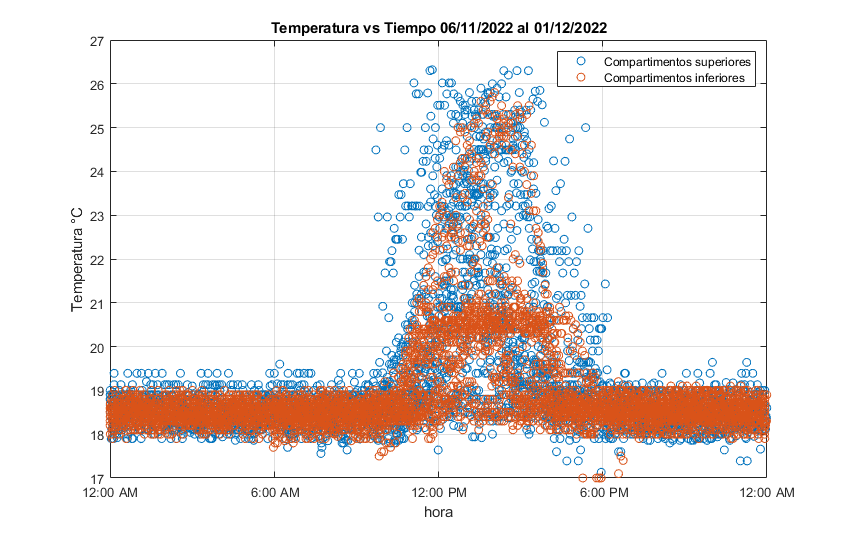 Temperatura vs Tiempo 06/11/2022 al 01/12/2022
27
26
25
24
23
22
21
20
19
18
17
Temperatura °C
Compartimentos superiores
Compartimentos inferiores
12:00 AM 6:00 AM 12:00 PM 6:00 PM 12:00 AM
hora